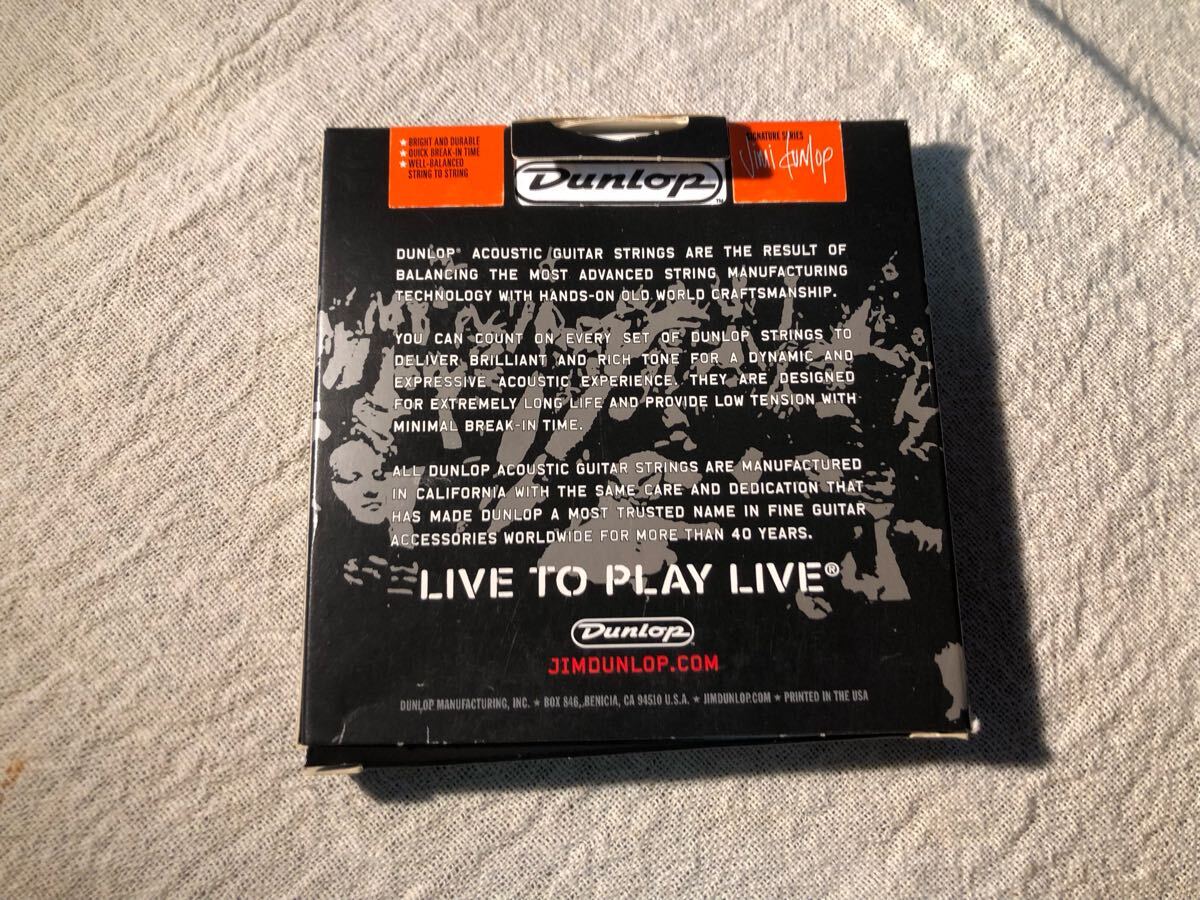 ★ BRIGHT AND DURABLE
★ QUICK BREAK-IN TIME
★ WELL-BALANCED
STRING TO STRING
Dunlop™
SIGNATURE SERIES
Jimi Dunlop
DUNLOP® ACOUSTIC GUITAR STRINGS ARE THE RESULT OF
BALANCING THE MOST ADVANCED STRING MANUFACTURING
TECHNOLOGY WITH HANDS-ON OLD WORLD CRAFTSMANSHIP.
YOU CAN COUNT ON EVERY SET OF DUNLOP STRINGS TO
DELIVER BRILLIANT AND RICH TONE FOR A DYNAMIC AND
EXPRESSIVE ACOUSTIC EXPERIENCE. THEY ARE DESIGNED
FOR EXTREMELY LONG LIFE AND PROVIDE LOW TENSION WITH
MINIMAL BREAK-IN TIME.
ALL DUNLOP ACOUSTIC GUITAR STRINGS ARE MANUFACTURED
IN CALIFORNIA WITH THE SAME CARE AND DEDICATION THAT
HAS MADE DUNLOP A MOST TRUSTED NAME IN FINE GUITAR
ACCESSORIES WORLDWIDE FOR MORE THAN 40 YEARS.
LIVE TO PLAY LIVE®
Dunlop
JIMDUNLOP.COM
DUNLOP MANUFACTURING, INC. ★ BOX 846, BENICIA, CA 94510 U.S.A. ★ JIMDUNLOP.COM ★ PRINTED IN THE USA